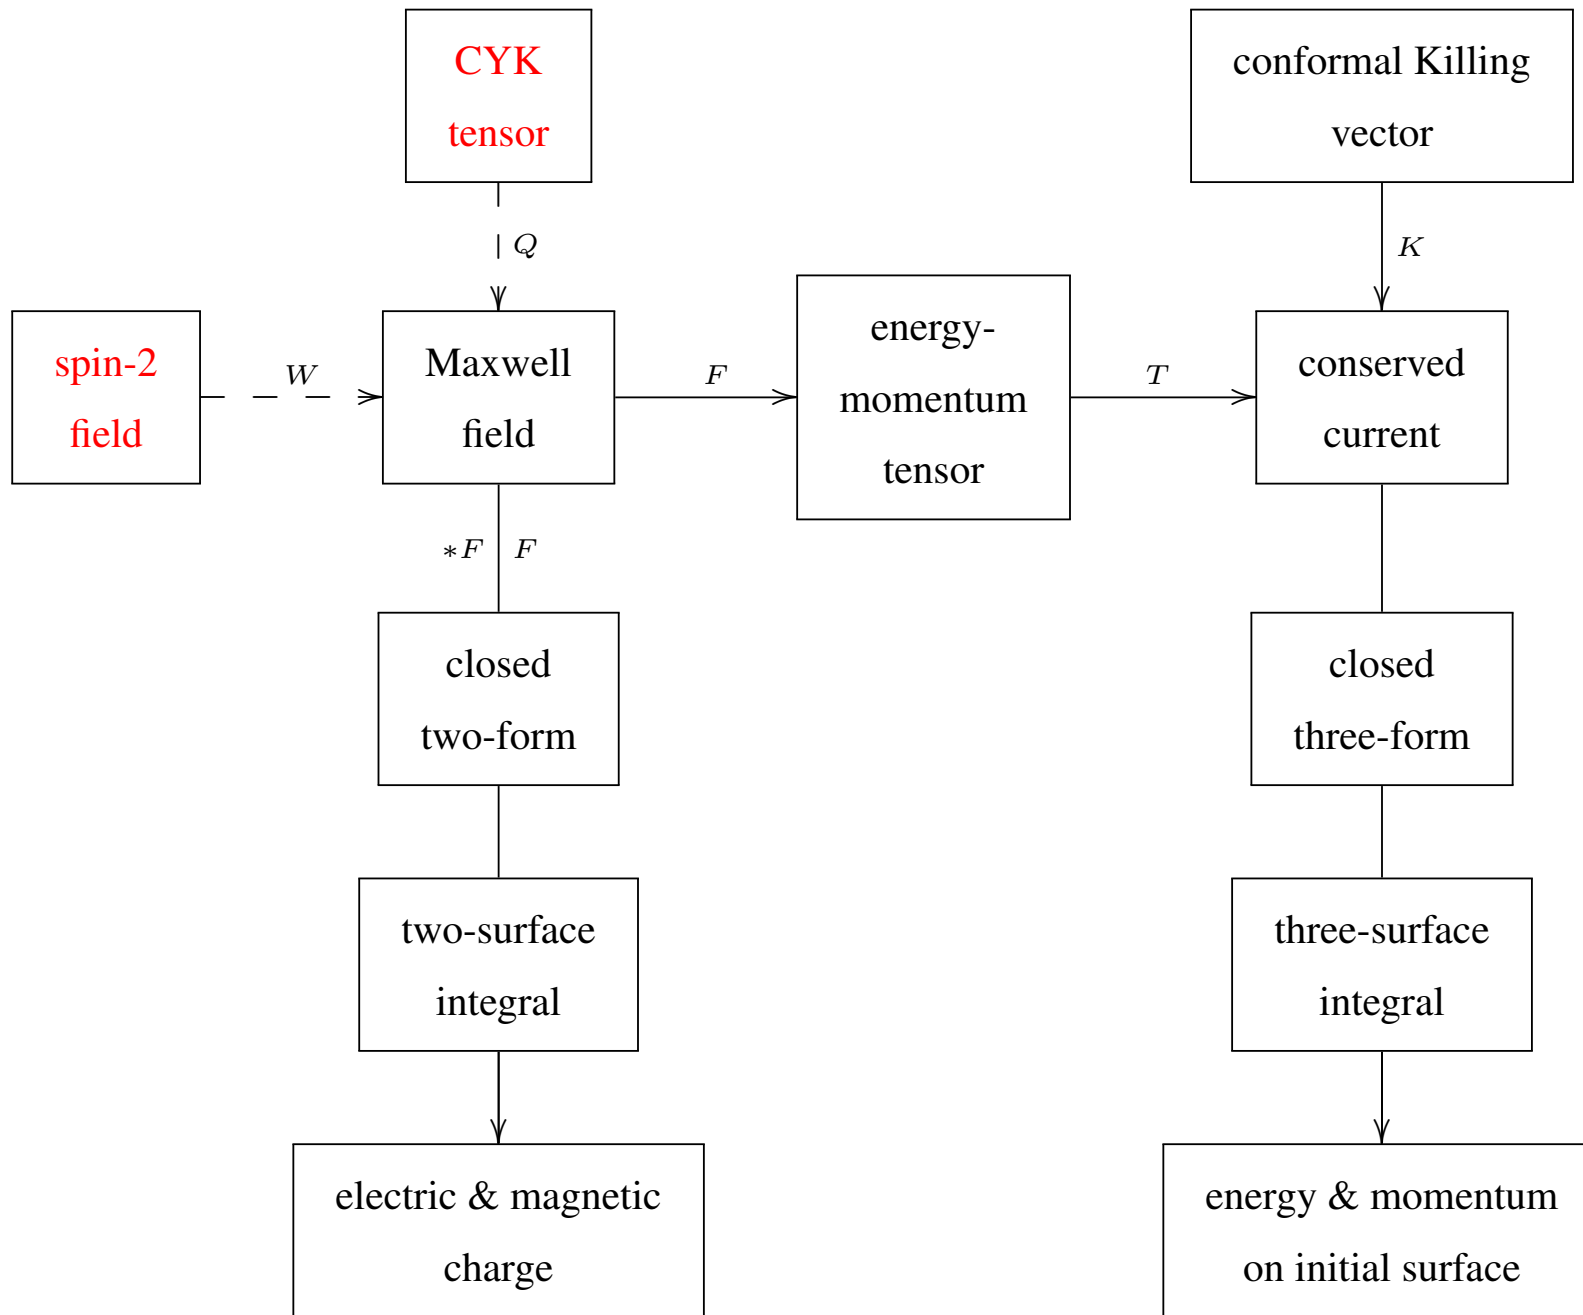 CYK
tensor
conformal Killing
vector
Q
K
spin-2
field
W
Maxwell
field
F
energy-
momentum
tensor
T
conserved
current
*F
F
closed
two-form
closed
three-form
two-surface
integral
three-surface
integral
electric & magnetic
charge
energy & momentum
on initial surface